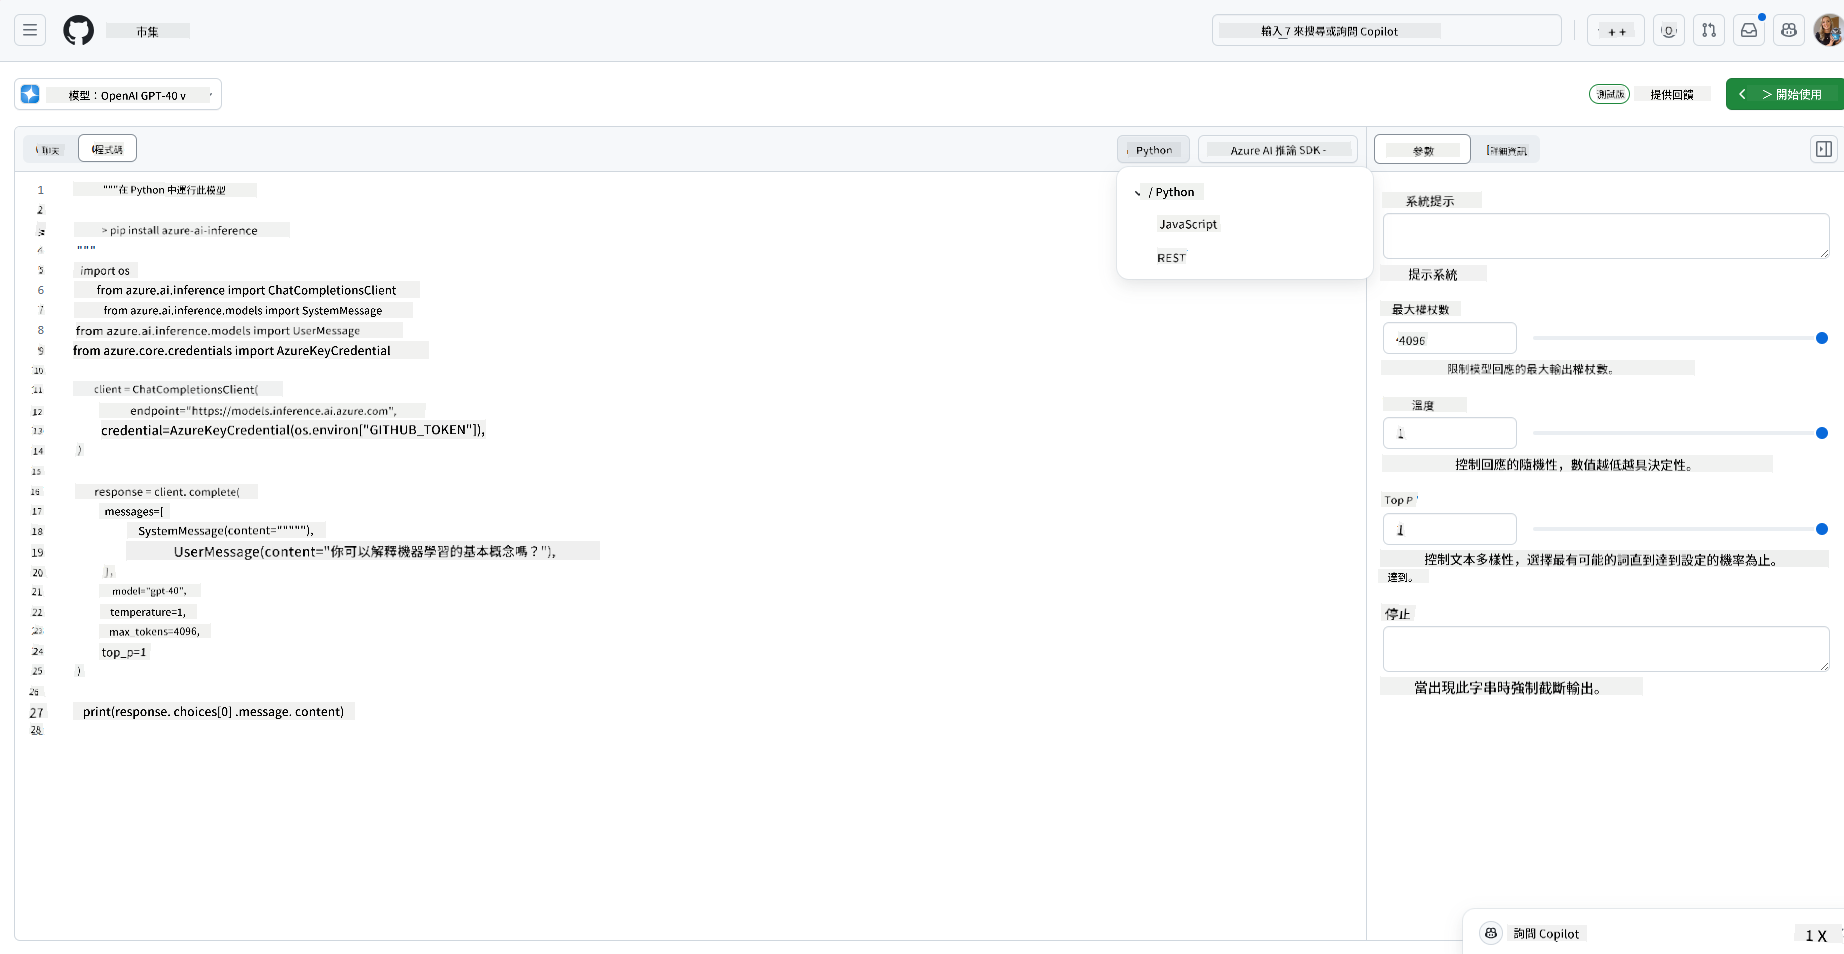 市集
輸入 7 來搜尋或詢問 Copilot
+ +
模型：OpenAI GPT-40 v
測試版
提供回饋
> 開始使用
聊天
程式碼
Python
Azure AI 推論 SDK -
參數
詳細資訊
/ Python
JavaScript
REST
1 """在 Python 中運行此模型
2
> pip install azure-ai-inference
4 """
5 import os
6 from azure.ai.inference import ChatCompletionsClient
7 from azure.ai.inference.models import SystemMessage
8 from azure.ai.inference.models import UserMessage
9 from azure.core.credentials import AzureKeyCredential
10
11 client = ChatCompletionsClient(
12 endpoint="https://models.inference.ai.azure.com",
13 credential=AzureKeyCredential(os.environ["GITHUB_TOKEN"]),
14 )
15
16 response = client. complete(
17 messages=[
18 SystemMessage(content="""""),
19 UserMessage(content="你可以解釋機器學習的基本概念嗎？"),
20 ],
21 model="gpt-40",
22 temperature=1,
23 max_tokens=4096,
24 top_p=1
25 )
26
27 print(response. choices[0] .message. content)
28
系統提示
提示系統
最大權杖數
4096
限制模型回應的最大輸出權杖數。
溫度
1
控制回應的隨機性，數值越低越具決定性。
Top P
1
控制文本多樣性，選擇最有可能的詞直到達到設定的機率為止。
達到。
停止
當出現此字串時強制截斷輸出。
詢問 Copilot
1 X